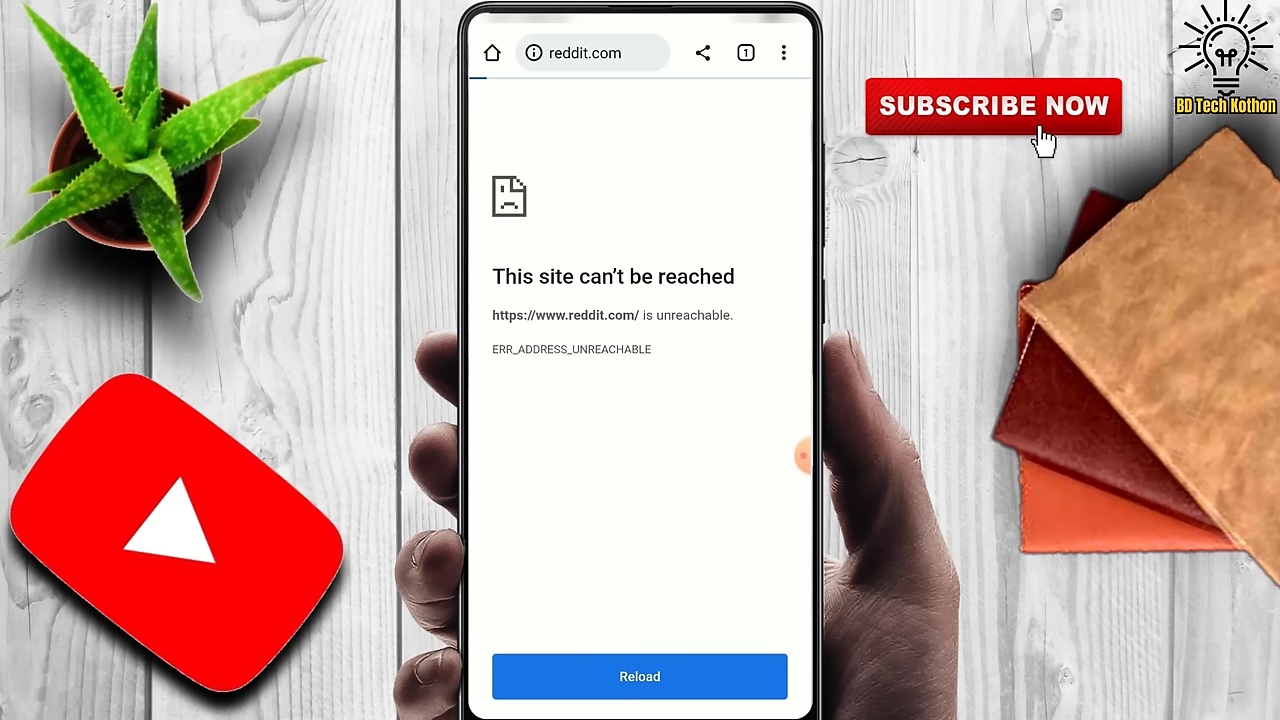 reddit.com
1
This site can’t be reached
https://www.reddit.com/ is unreachable.
ERR_ADDRESS_UNREACHABLE
Reload
SUBSCRIBE NOW
BD Tech Kothon